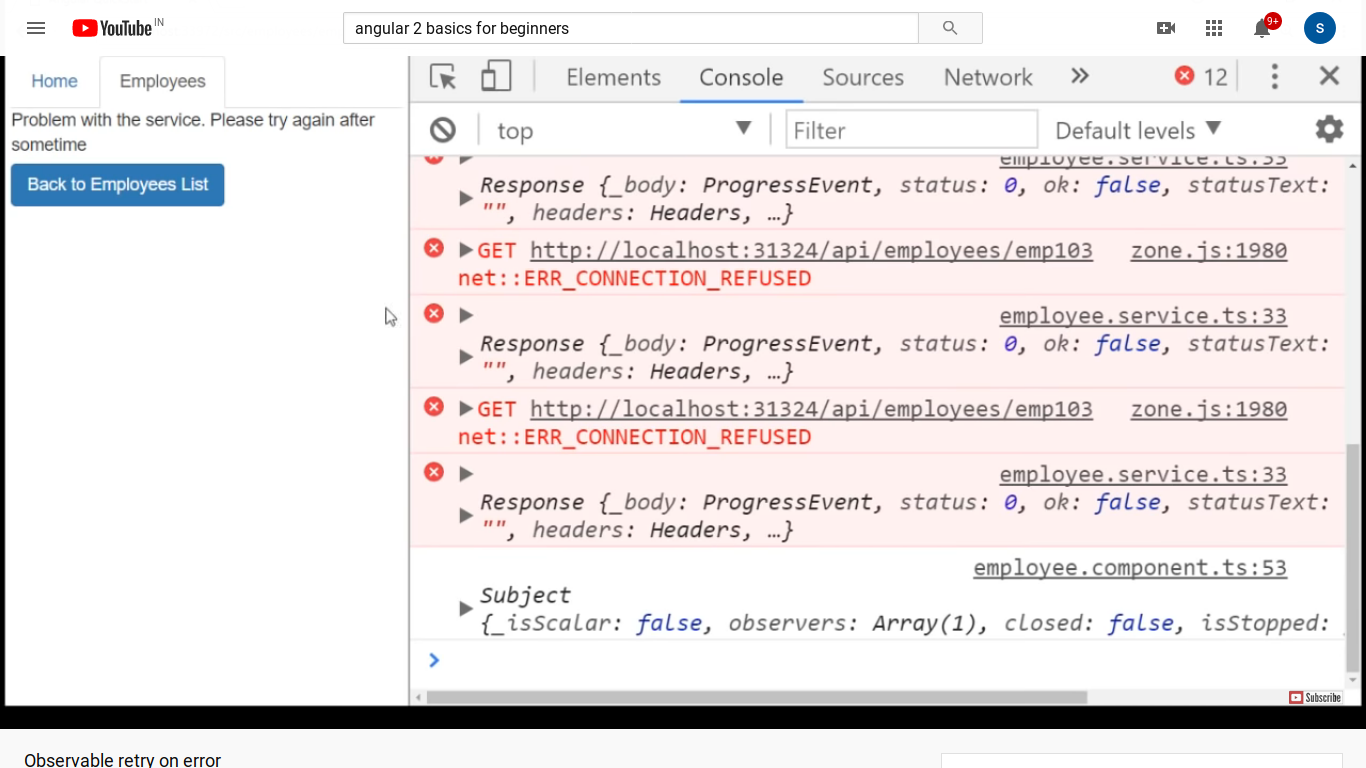 YouTube IN
angular 2 basics for beginners
9+
S
Home
Employees
Problem with the service. Please try again after
sometime
Back to Employees List
Elements
Console
Sources
Network
12
top
Filter
Default levels
employee.service.ts:33
Response {_body: ProgressEvent, status: 0, ok: false, statusText:
"", headers: Headers, …}
GET http://localhost:31324/api/employees/emp103 zone.js:1980
net::ERR_CONNECTION_REFUSED
employee.service.ts:33
Response {_body: ProgressEvent, status: 0, ok: false, statusText:
"", headers: Headers, …}
GET http://localhost:31324/api/employees/emp103 zone.js:1980
net::ERR_CONNECTION_REFUSED
employee.service.ts:33
Response {_body: ProgressEvent, status: 0, ok: false, statusText:
"", headers: Headers, …}
employee.component.ts:53
Subject
{_isScalar: false, observers: Array(1), closed: false, isStopped:
Subscribe
Observable retry on error